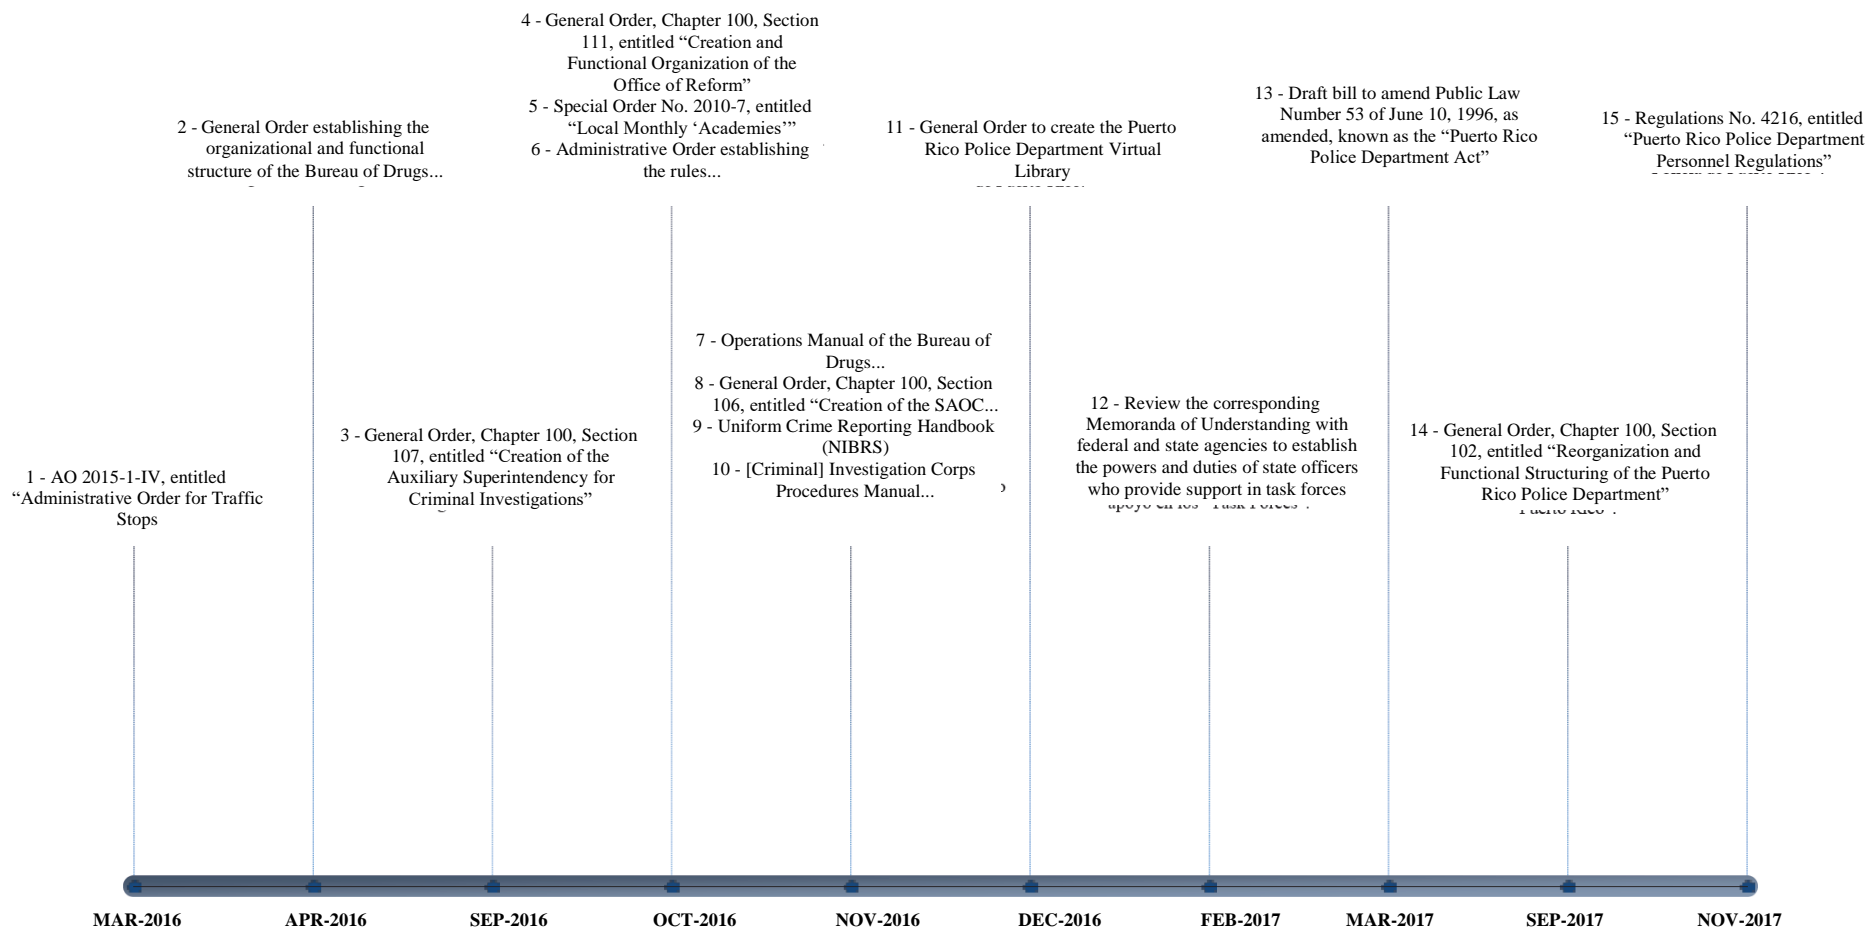 4 - General Order, Chapter 100, Section
111, entitled “Creation and
Functional Organization of the
Office of Reform”
5 - Special Order No. 2010-7, entitled
“Local Monthly ‘Academies’”
6 - Administrative Order establishing
the rules...
2 - General Order establishing the
organizational and functional
structure of the Bureau of Drugs...
11 - General Order to create the Puerto
Rico Police Department Virtual
Library
13 - Draft bill to amend Public Law
Number 53 of June 10, 1996, as
amended, known as the “Puerto Rico
Police Department Act”
15 - Regulations No. 4216, entitled
“Puerto Rico Police Department
Personnel Regulations”
1 - AO 2015-1-IV, entitled
“Administrative Order for Traffic
Stops
3 - General Order, Chapter 100, Section
107, entitled “Creation of the
Auxiliary Superintendency for
Criminal Investigations”
7 - Operations Manual of the Bureau of
Drugs...
8 - General Order, Chapter 100, Section
106, entitled “Creation of the SAOC...
9 - Uniform Crime Reporting Handbook
(NIBRS)
10 - [Criminal] Investigation Corps
Procedures Manual...
12 - Review the corresponding
Memoranda of Understanding with
federal and state agencies to establish
the powers and duties of state officers
who provide support in task forces
apoyo en los “Task Forces”.
14 - General Order, Chapter 100, Section
102, entitled “Reorganization and
Functional Structuring of the Puerto
Rico Police Department”
Puerto Rico”.
MAR-2016
APR-2016
SEP-2016
OCT-2016
NOV-2016
DEC-2016
FEB-2017
MAR-2017
SEP-2017
NOV-2017